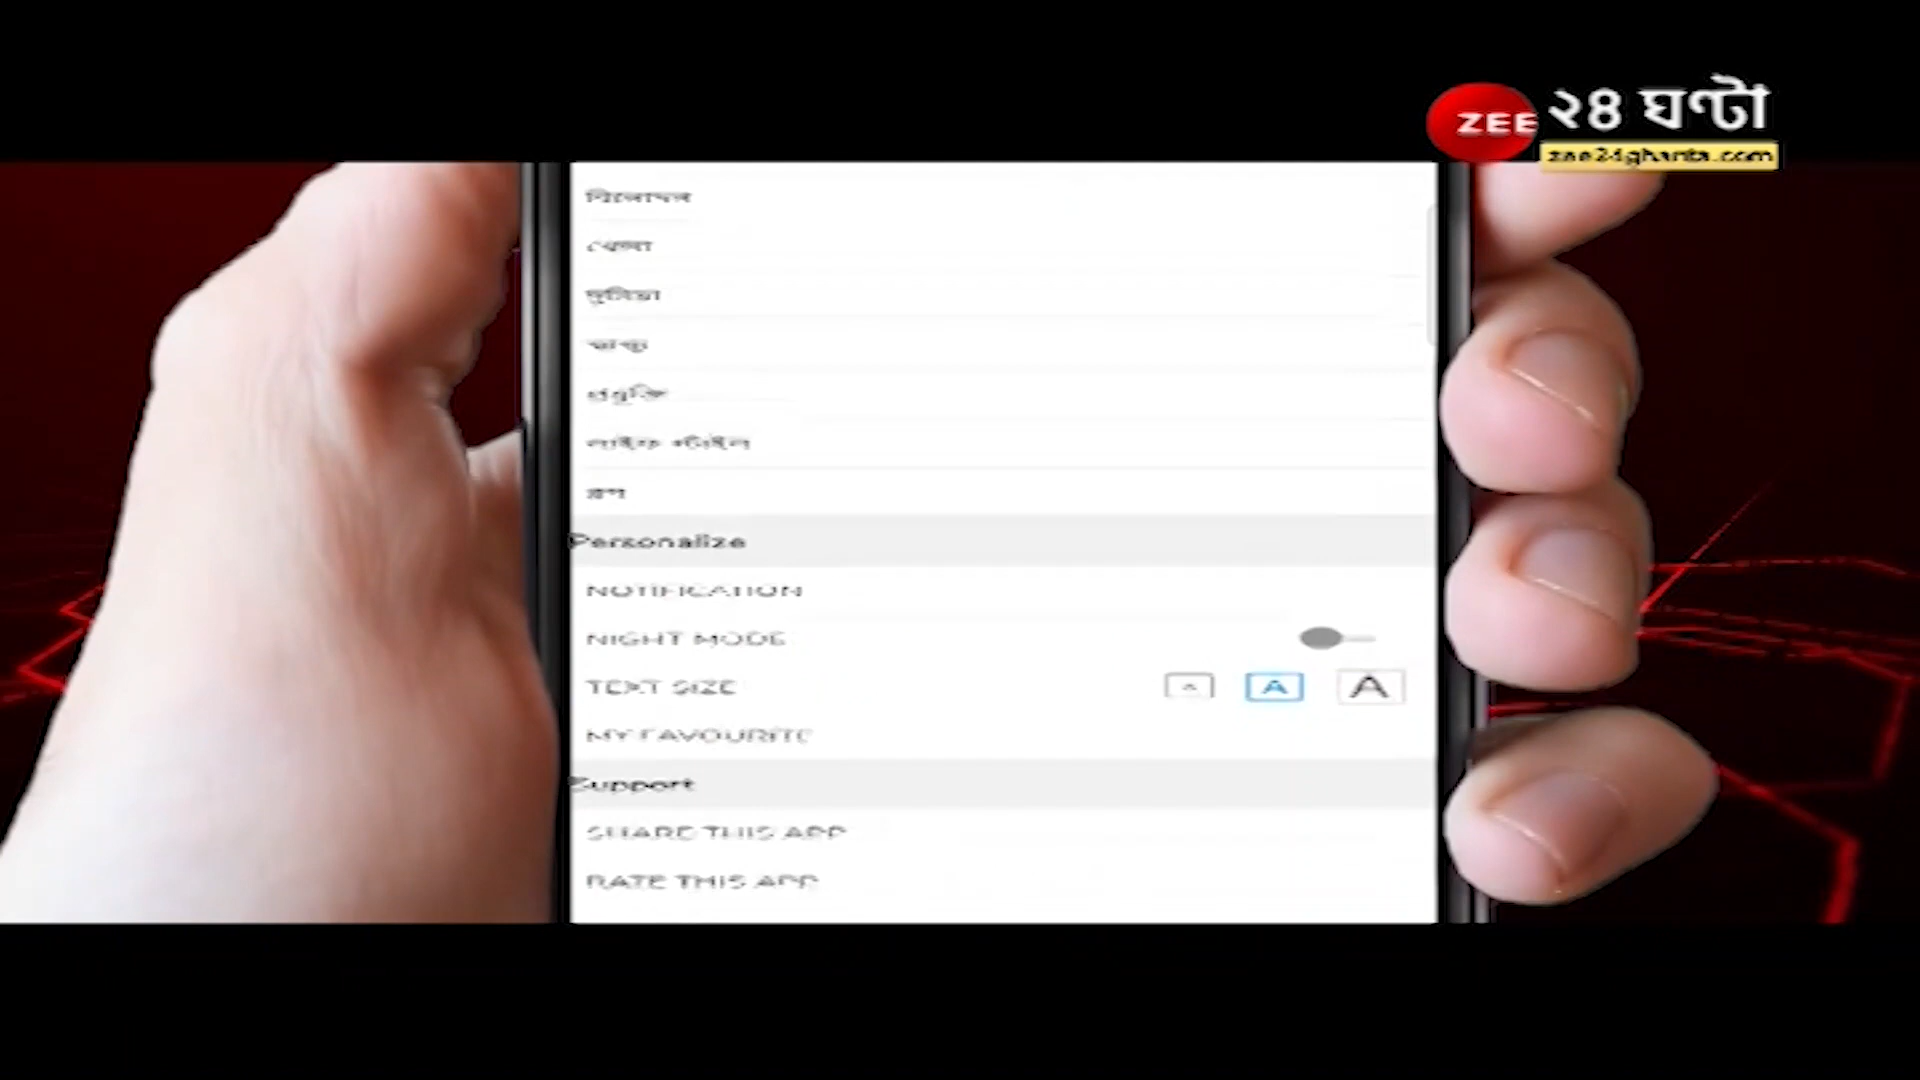 ZEE ২৪ ঘণ্টা
zee24ghanta.com
বিনোদন
খেলা
দুনিয়া
স্বাস্থ্য
প্রযুক্তি
লাইফ স্টাইল
ব্লগ
Personalize
NOTIFICATION
NIGHT MODE
TEXT SIZE A A A
MY FAVOURITE
Support
SHARE THIS APP
RATE THIS APP